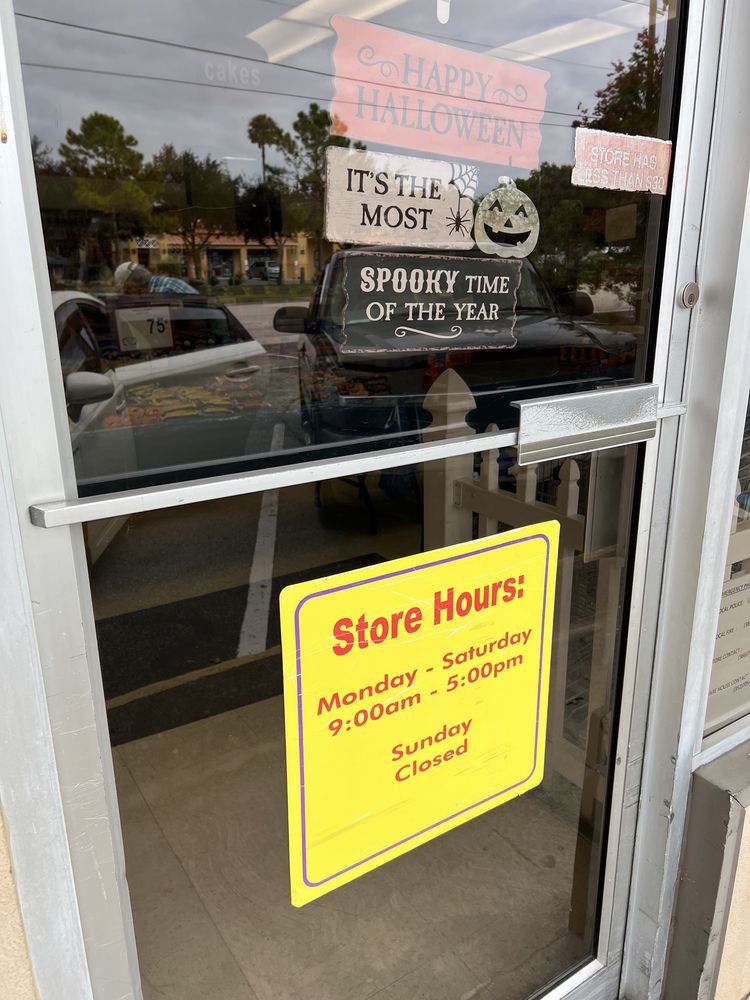 cakes
HAPPY
HALLOWEEN
STORE HAS
LESS THAN $30
IT'S THE
MOST
SPOOKY TIME
OF THE YEAR
75¢
Store Hours:
Monday - Saturday
9:00am - 5:00pm
Sunday
Closed